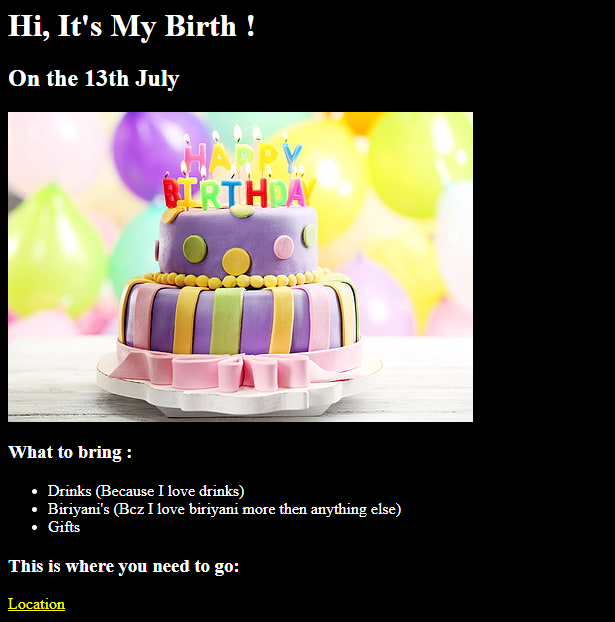 Hi, It's My Birth !
On the 13th July
HAPPY
BIRTHDAY
What to bring :
Drinks (Because I love drinks)
Biriyani's (Bcz I love biriyani more then anything else)
Gifts
This is where you need to go:
Location